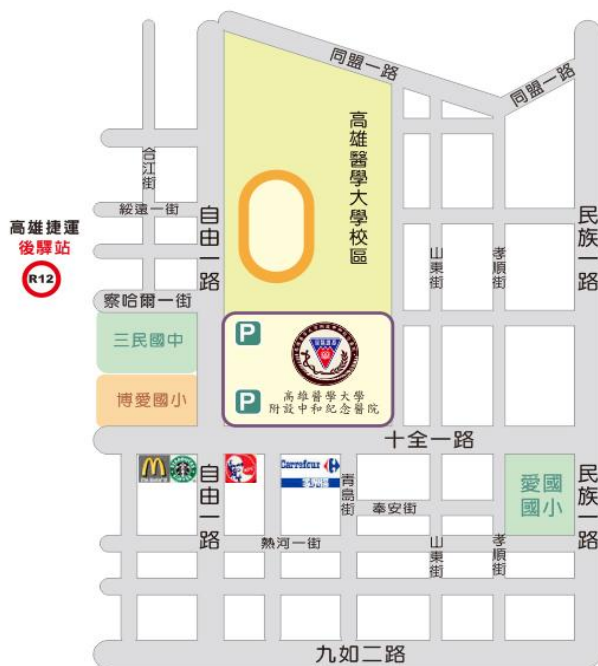 同盟一路
同盟一路
高雄醫學大學校區
合江街
綏遠一街
自由一路
民族一路
高雄捷運
後驛站
R12
山東街
孝順街
察哈爾一街
三民國中
P
博愛國小
P
高雄醫學大學
附設中和紀念醫院
十全一路
Carrefour
自由一路
青島街
愛國
國小
民族一路
奉安街
熱河一街
山東街
孝順街
九如二路